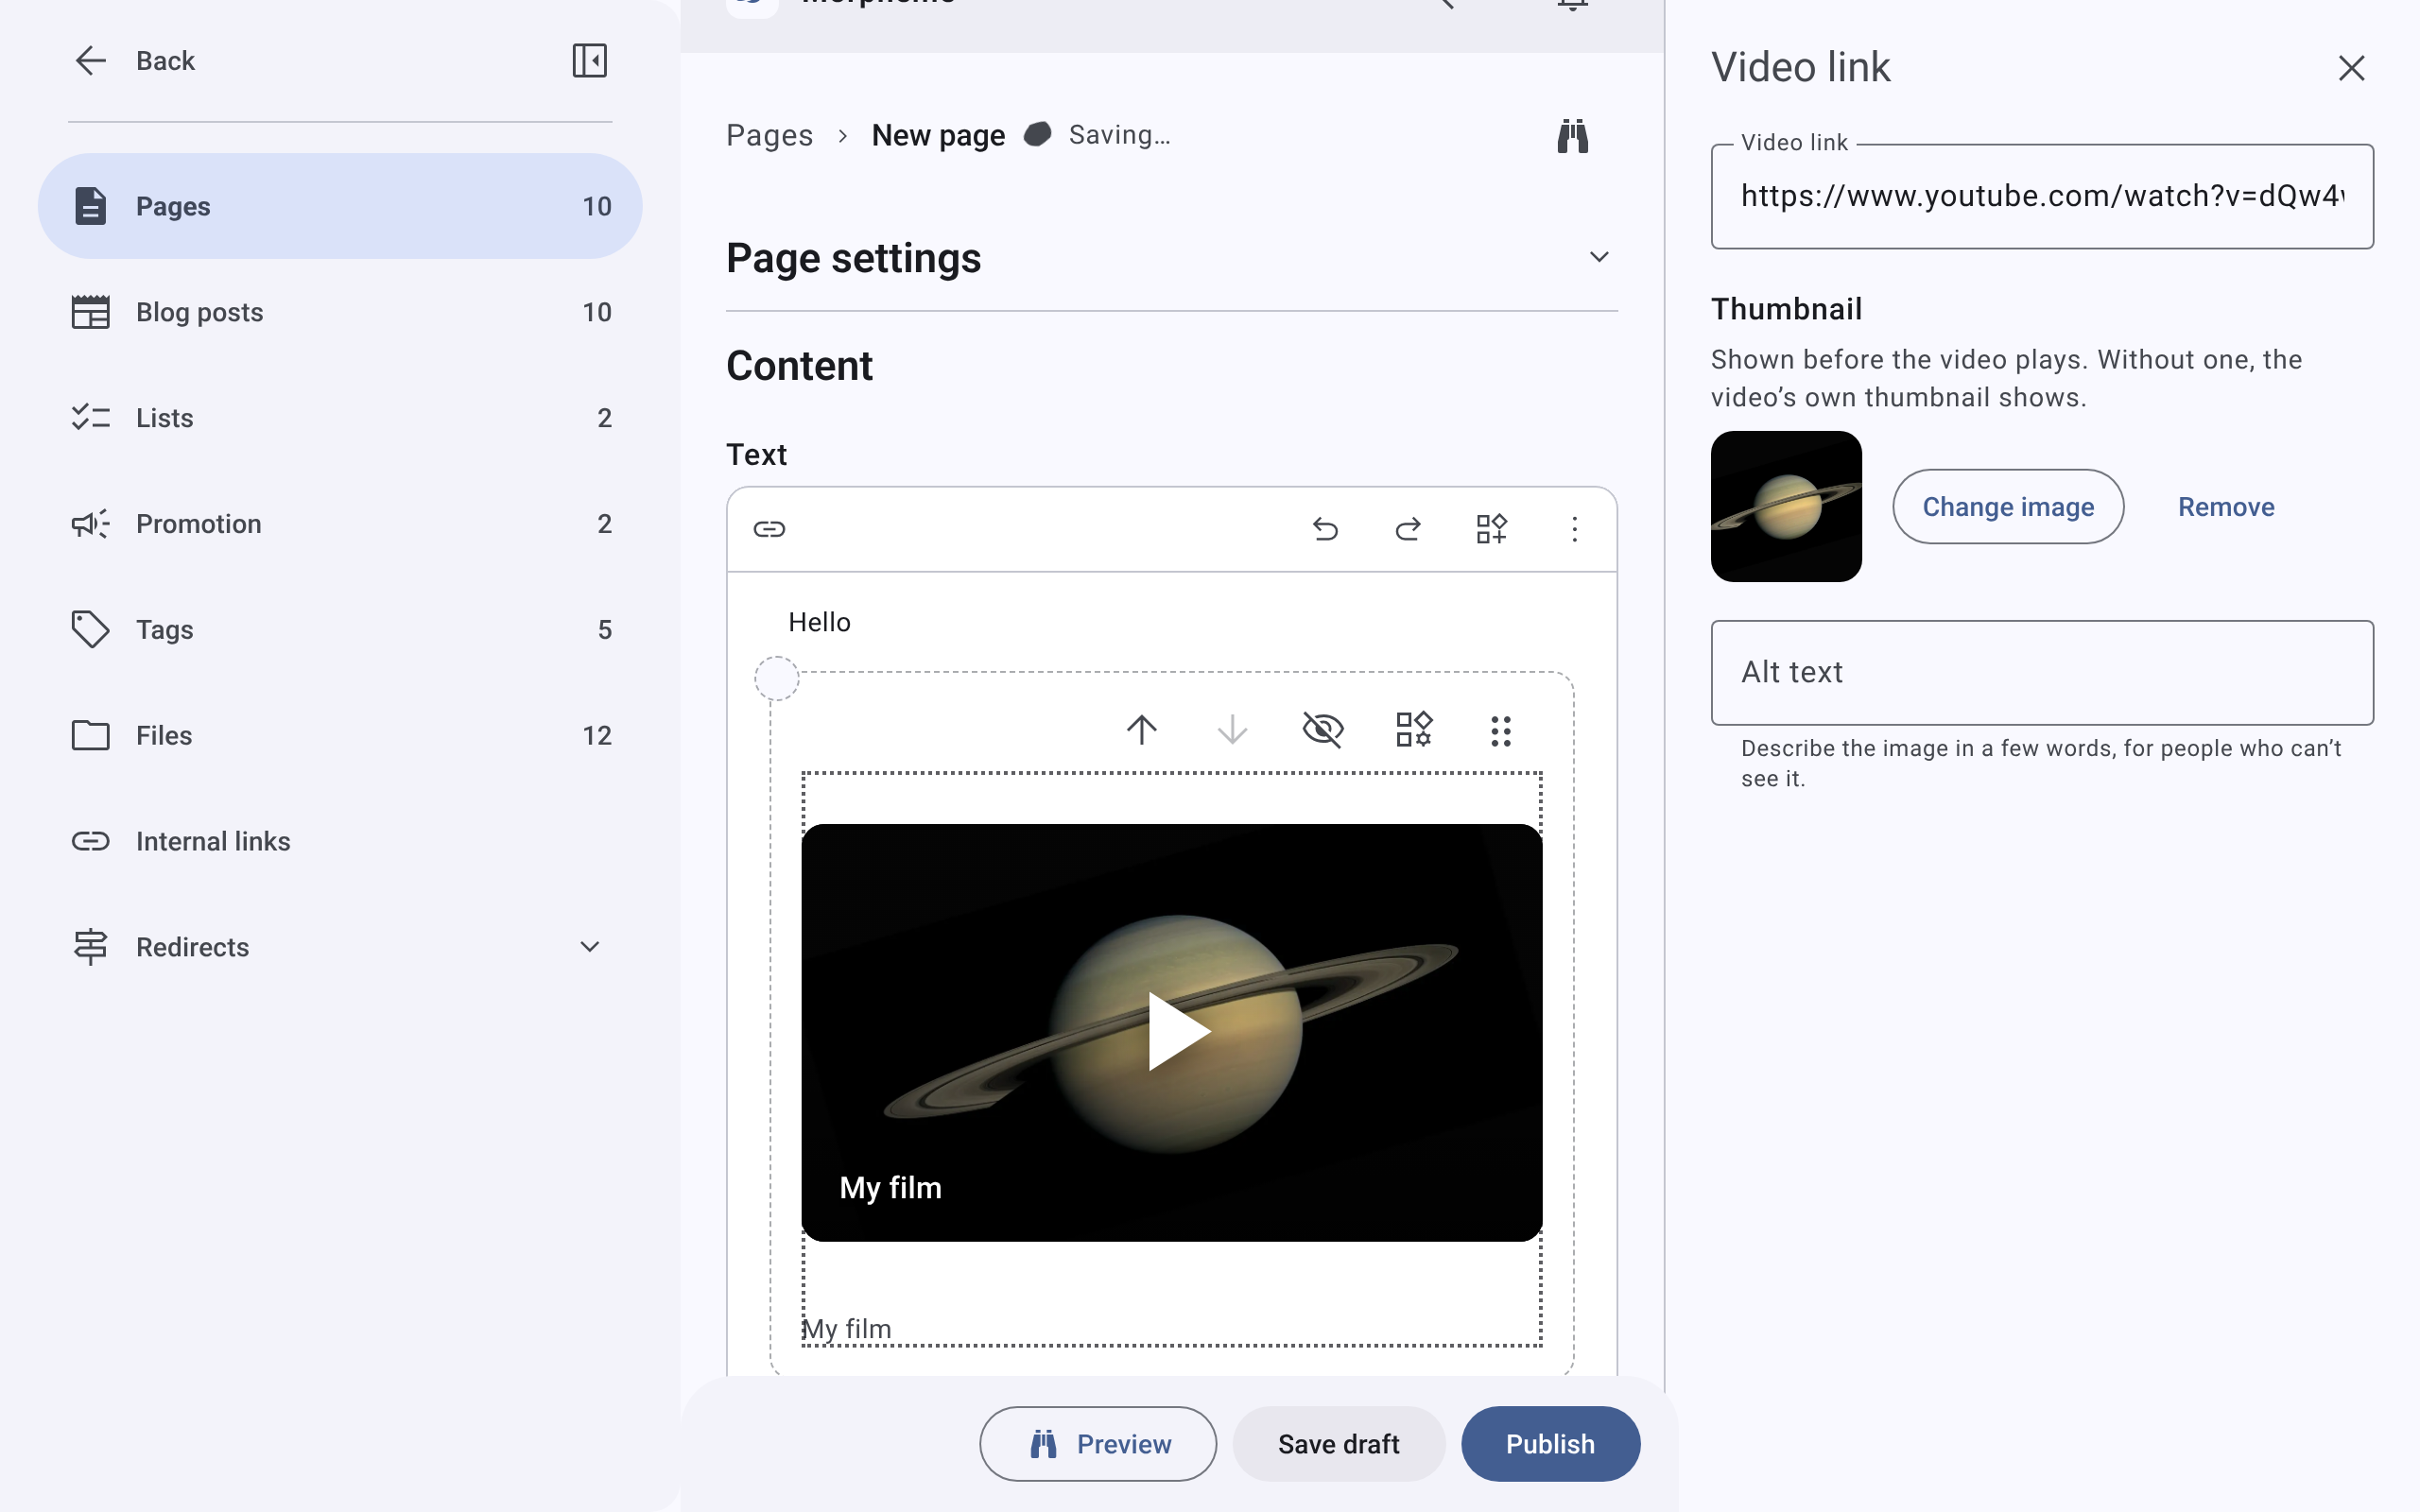 Back
Pages 10
Blog posts 10
Lists 2
Promotion 2
Tags 5
Files 12
Internal links
Redirects
Pages > New page Saving…
Page settings
Content
Text
Hello
My film
My film
Preview
Save draft
Publish
Video link
Video link
https://www.youtube.com/watch?v=dQw4
Thumbnail
Shown before the video plays. Without one, the
video’s own thumbnail shows.
Change image
Remove
Alt text
Describe the image in a few words, for people who can’t
see it.